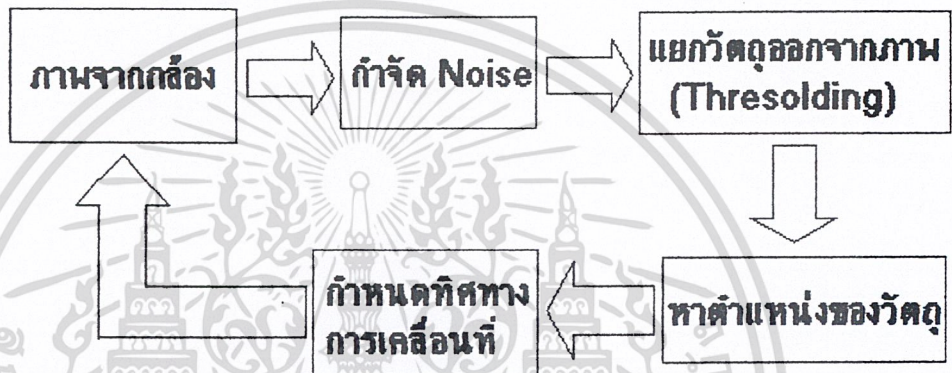 ภาพจากกล้อง
กำจัด Noise
แยกวัตถุออกจากภาพ
(Thresolding)
หาตำแหน่งของวัตถุ
กำหนดทิศทาง
การเคลื่อนที่